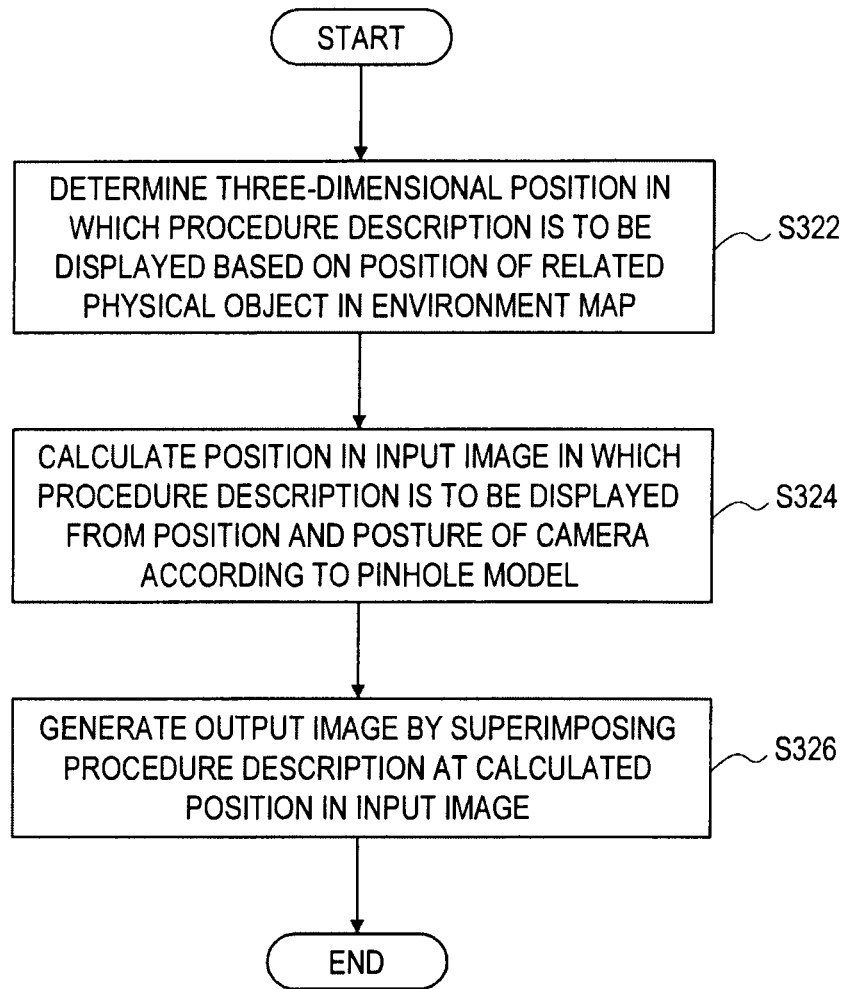 START
DETERMINE THREE-DIMENSIONAL POSITION IN
WHICH PROCEDURE DESCRIPTION IS TO BE
DISPLAYED BASED ON POSITION OF RELATED
PHYSICAL OBJECT IN ENVIRONMENT MAP
S322
CALCULATE POSITION IN INPUT IMAGE IN WHICH
PROCEDURE DESCRIPTION IS TO BE DISPLAYED
FROM POSITION AND POSTURE OF CAMERA
ACCORDING TO PINHOLE MODEL
S324
GENERATE OUTPUT IMAGE BY SUPERIMPOSING
PROCEDURE DESCRIPTION AT CALCULATED
POSITION IN INPUT IMAGE
S326
END